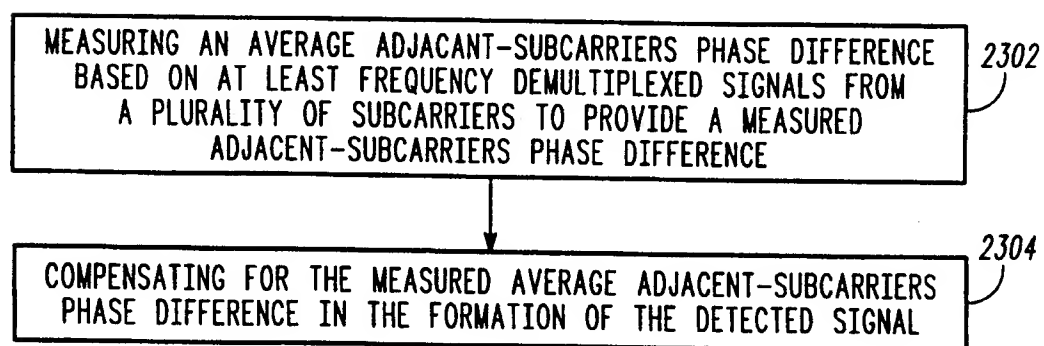 MEASURING AN AVERAGE ADJACANT-SUBCARRIERS PHASE DIFFERENCE
BASED ON AT LEAST FREQUENCY DEMULTIPLEXED SIGNALS FROM
A PLURALITY OF SUBCARRIERS TO PROVIDE A MEASURED
ADJACENT-SUBCARRIERS PHASE DIFFERENCE
2302
COMPENSATING FOR THE MEASURED AVERAGE ADJACENT-SUBCARRIERS
PHASE DIFFERENCE IN THE FORMATION OF THE DETECTED SIGNAL
2304